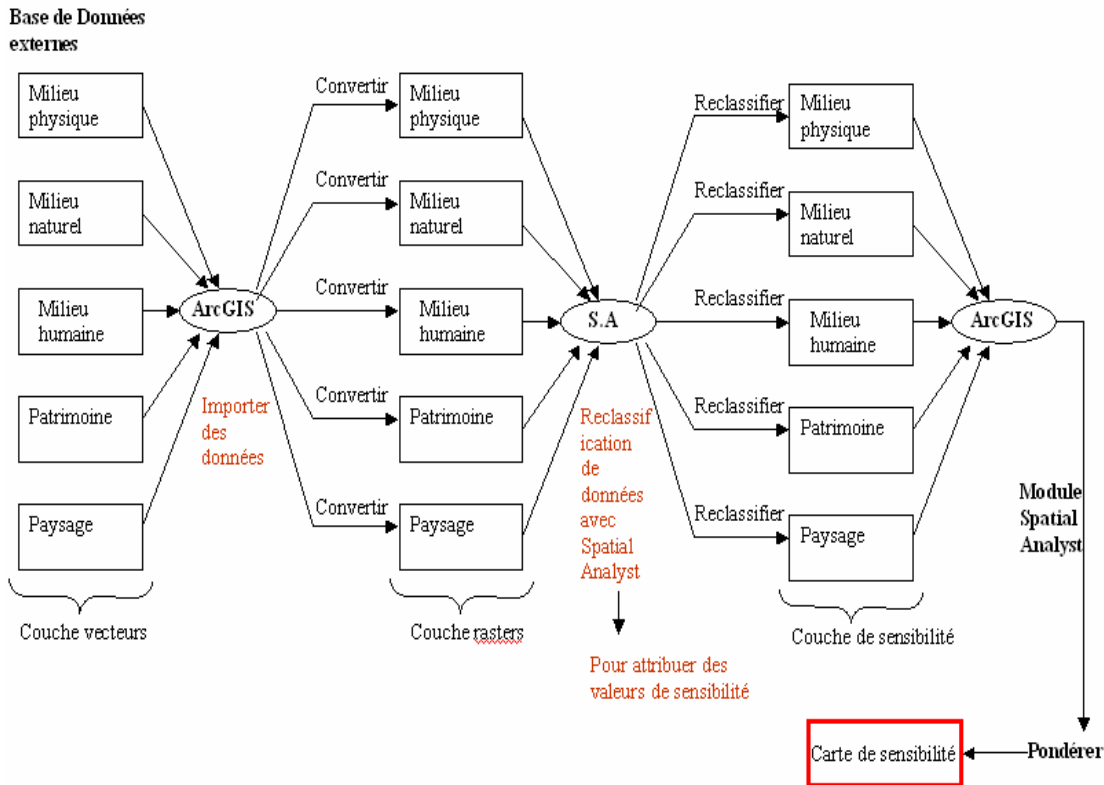 Base de Données
externes
Milieu
physique
Milieu
naturel
Milieu
humaine
Patrimoine
Paysage
Couche vecteurs
ArcGIS
Importer
des
données
Convertir
Convertir
Convertir
Convertir
Convertir
Milieu
physique
Milieu
naturel
Milieu
humaine
Patrimoine
Paysage
Couche rasters
S.A
Reclassif
ication
de
données
avec
Spatial
Analyst
Pour attribuer des
valeurs de sensibilité
Reclassifier
Reclassifier
Reclassifier
Reclassifier
Reclassifier
Milieu
physique
Milieu
naturel
Milieu
humaine
Patrimoine
Paysage
Couche de sensibilité
ArcGIS
Module
Spatial
Analyst
Pondérer
Carte de sensibilité